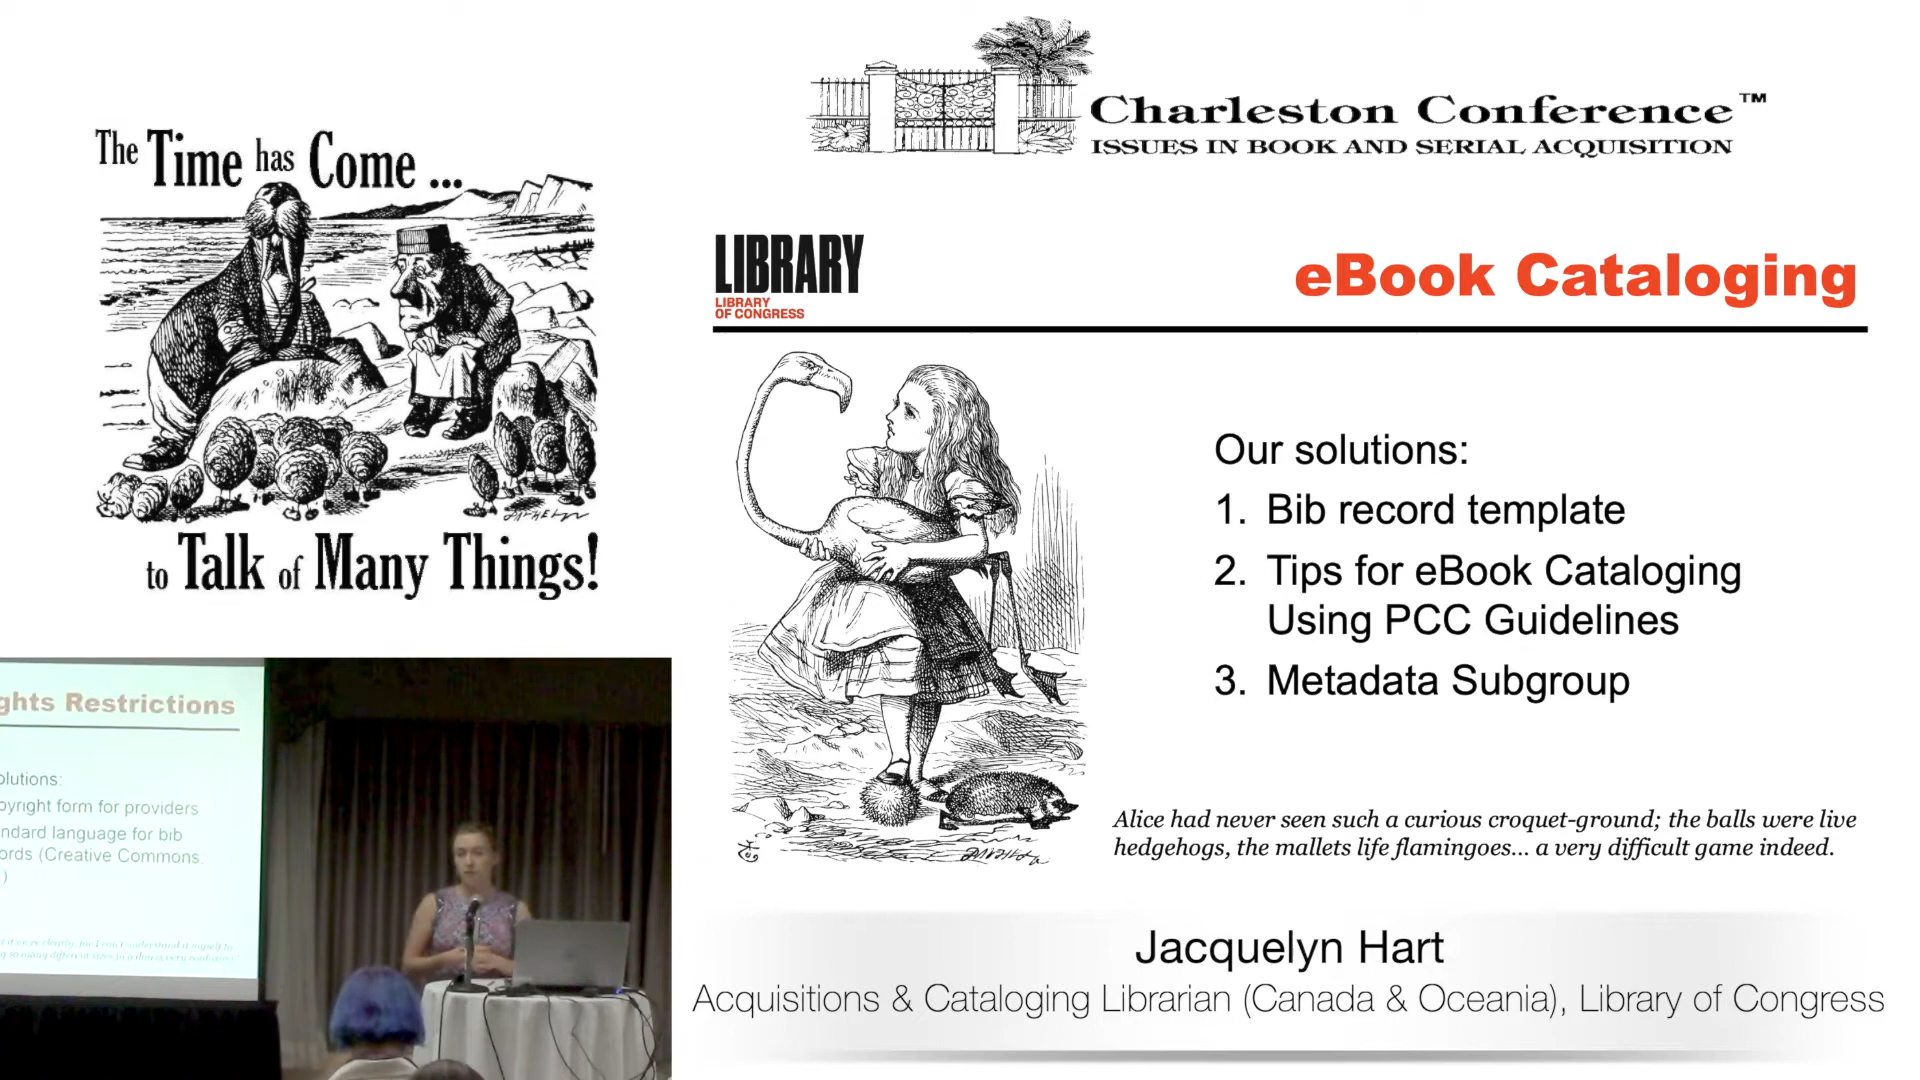 The Time has Come ...
to Talk of Many Things!
Charleston Conference™
ISSUES IN BOOK AND SERIAL ACQUISITION
LIBRARY
LIBRARY
OF CONGRESS
eBook Cataloging
Our solutions:
1. Bib record template
2. Tips for eBook Cataloging
Using PCC Guidelines
3. Metadata Subgroup
Alice had never seen such a curious croquet-ground; the balls were live
hedgehogs, the mallets life flamingoes... a very difficult game indeed.
ghts Restrictions
olutions:
pyright form for providers
ndard language for bib
ords (Creative Commons
)
Jacquelyn Hart
Acquisitions & Cataloging Librarian (Canada & Oceania), Library of Congress